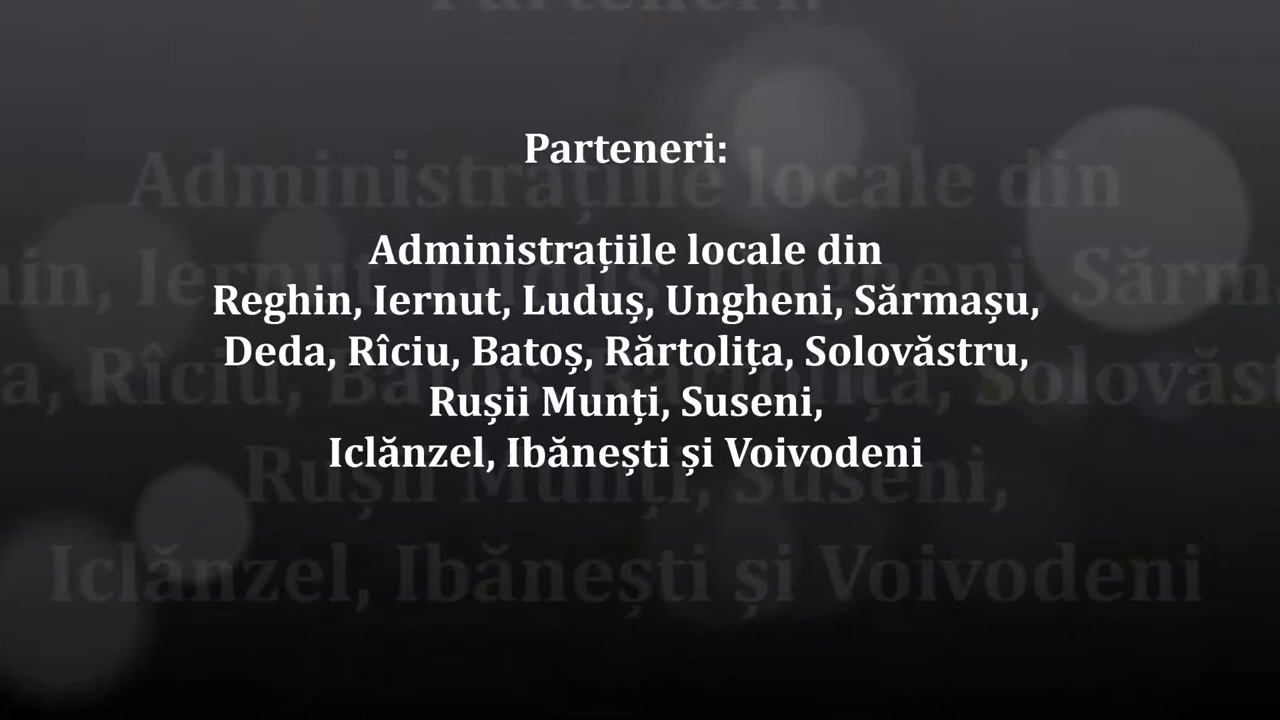 Parteneri:
Administrațiile locale din
Reghin, Iernut, Luduș, Ungheni, Sărmașu,
Deda, Rîciu, Batoș, Rărtolița, Solovăstru,
Rușii Munți, Suseni,
Iclănzel, Ibănești și Voivodeni